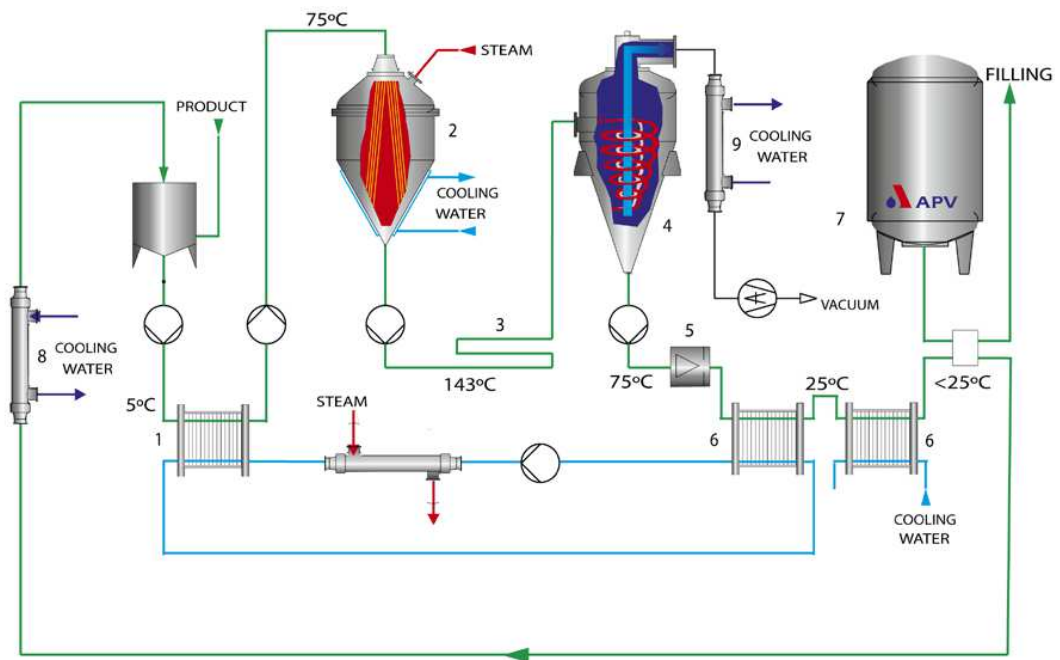 75ºC
STEAM
PRODUCT
2
COOLING
WATER
9
COOLING
WATER
4
FILLING
7
APV
VACUUM
3
5
8
COOLING
WATER
5ºC
143ºC
75ºC
25ºC
<25ºC
STEAM
1
6
6
COOLING
WATER